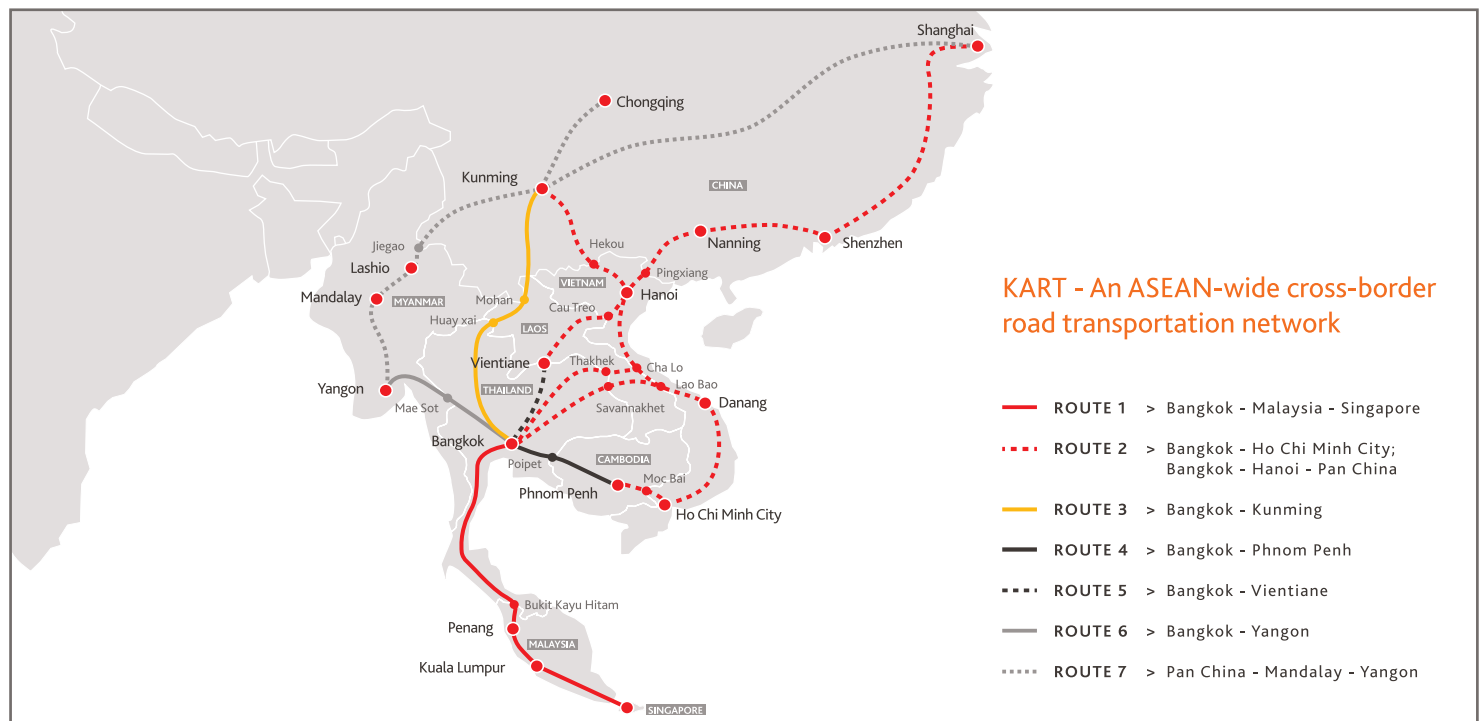 Shanghai
Chongqing
Kunming
CHINA
Jiegao
Hekou
Nanning
Shenzhen
Lashio
Pingxiang
VIETNAM
Mandalay
MYANMAR
Mohan
Hanoi
Cau Treo
Huay xai
LAOS
Vientiane
Thakhek
Cha Lo
Yangon
THAILAND
Lao Bao
Mae Sot
Savannakhet
Danang
Bangkok
Poipet
CAMBODIA
Moc Bai
Phnom Penh
Ho Chi Minh City
Bukit Kayu Hitam
Penang
MALAYSIA
Kuala Lumpur
SINGAPORE
KART - An ASEAN-wide cross-border
road transportation network
ROUTE 1 > Bangkok - Malaysia - Singapore
ROUTE 2 > Bangkok - Ho Chi Minh City;
Bangkok - Hanoi - Pan China
ROUTE 3 > Bangkok - Kunming
ROUTE 4 > Bangkok - Phnom Penh
ROUTE 5 > Bangkok - Vientiane
ROUTE 6 > Bangkok - Yangon
ROUTE 7 > Pan China - Mandalay - Yangon